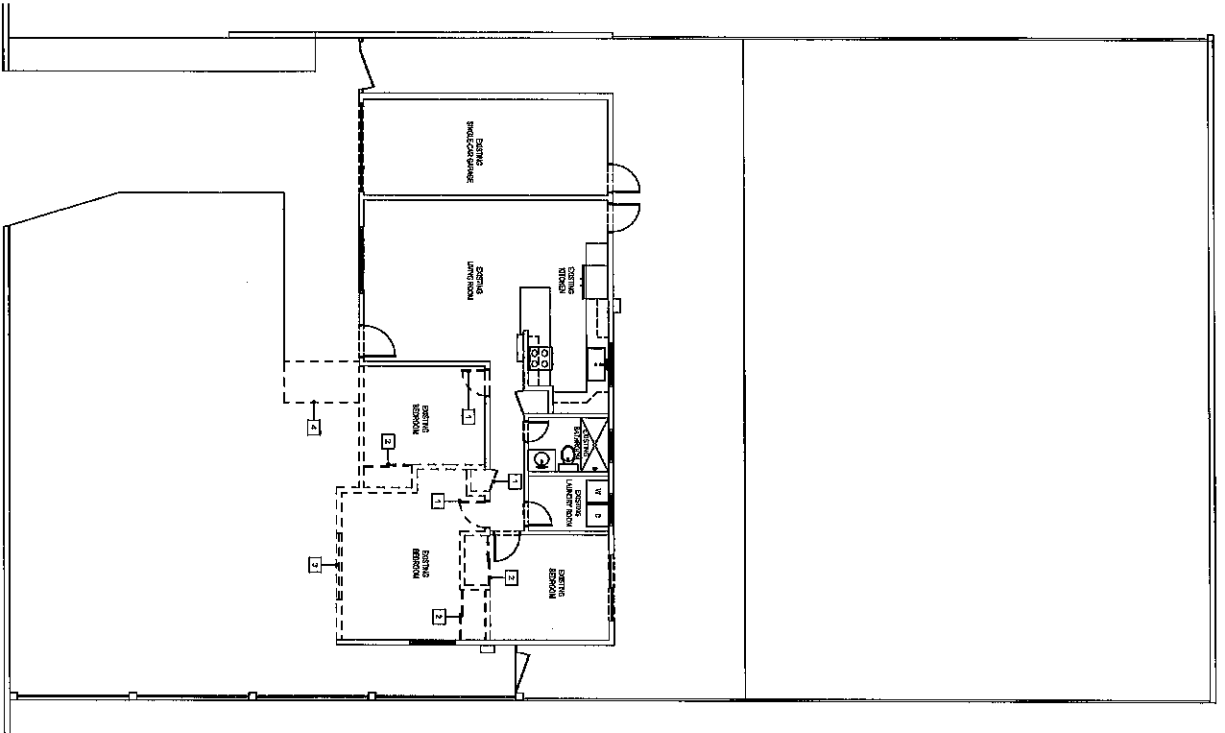 EXISTING
SINGLE-CAR GARAGE
EXISTING
LIVING ROOM
EXISTING
KITCHEN
EXISTING
BEDROOM
1
2
4
EXISTING
BATHROOM
EXISTING
LAUNDRY ROOM
W
D
1
1
EXISTING
BEDROOM
3
2
2
EXISTING
BEDROOM